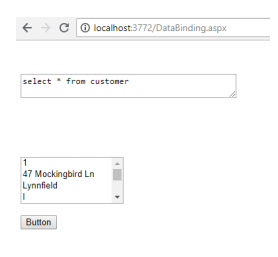 localhost:3772/DataBinding.aspx
select * from customer
1
47 Mockingbird Ln
Lynnfield
I
Button